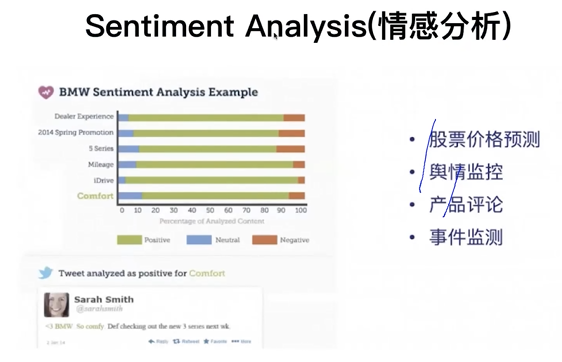 Sentiment Analysis(情感分析)
BMW Sentiment Analysis Example
Dealer Experience
2014 Spring Promotion
5 Series
Mileage
iDrive
Comfort
0 10 20 30 40 50 60 70 80 90 100
Percentage of Analyzed Content
Positive Neutral Negative
Tweet analyzed as positive for Comfort
Sarah Smith
@sarahsmith
<3 BMW So comfy Def checking out the new 3 series next wk.
Reply Retweet Favorite More
• 股票价格预测
• 舆情监控
• 产品评论
• 事件监测